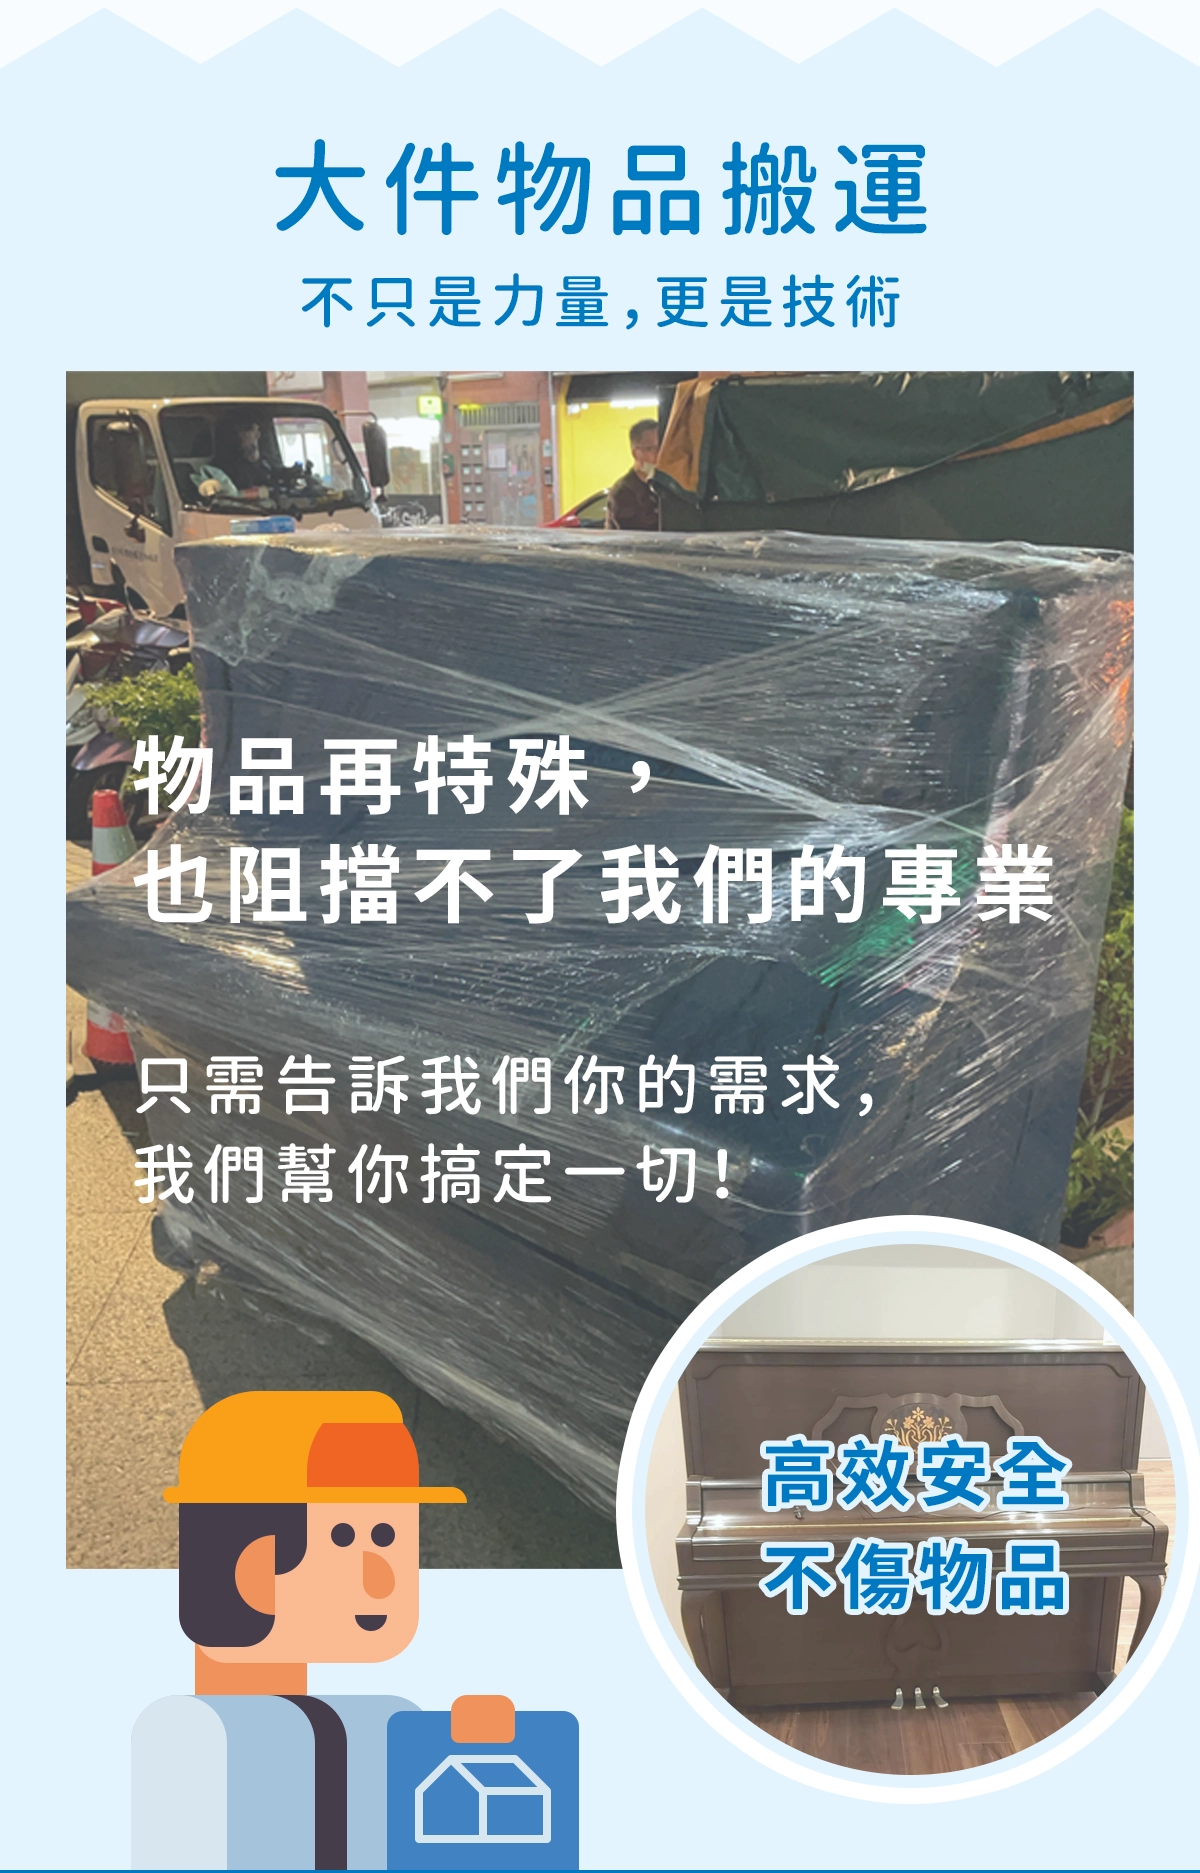 大件物品搬運
不只是力量,更是技術
物品再特殊，
也阻擋不了我們的專業
只需告訴我們你的需求,
我們幫你搞定一切!
高效安全
不傷物品